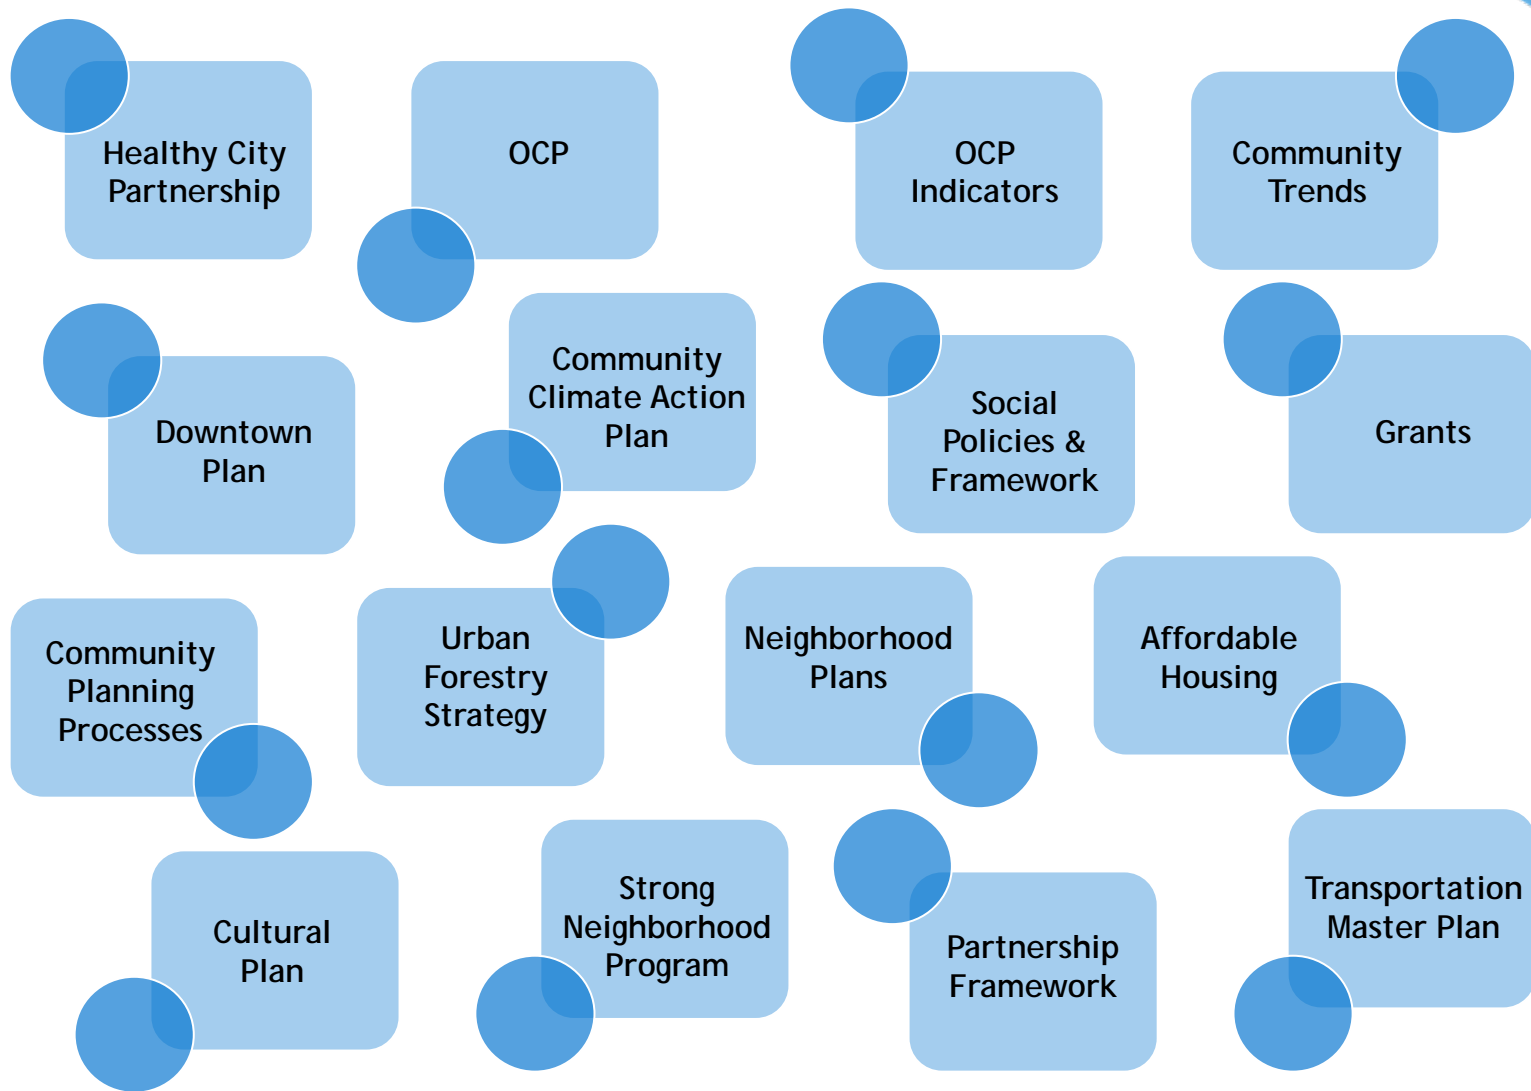 Healthy City
Partnership
OCP
OCP
Indicators
Community
Trends
Downtown
Plan
Community
Climate Action
Plan
Social
Policies &
Framework
Grants
Community
Planning
Processes
Urban
Forestry
Strategy
Neighborhood
Plans
Affordable
Housing
Cultural
Plan
Strong
Neighborhood
Program
Partnership
Framework
Transportation
Master Plan